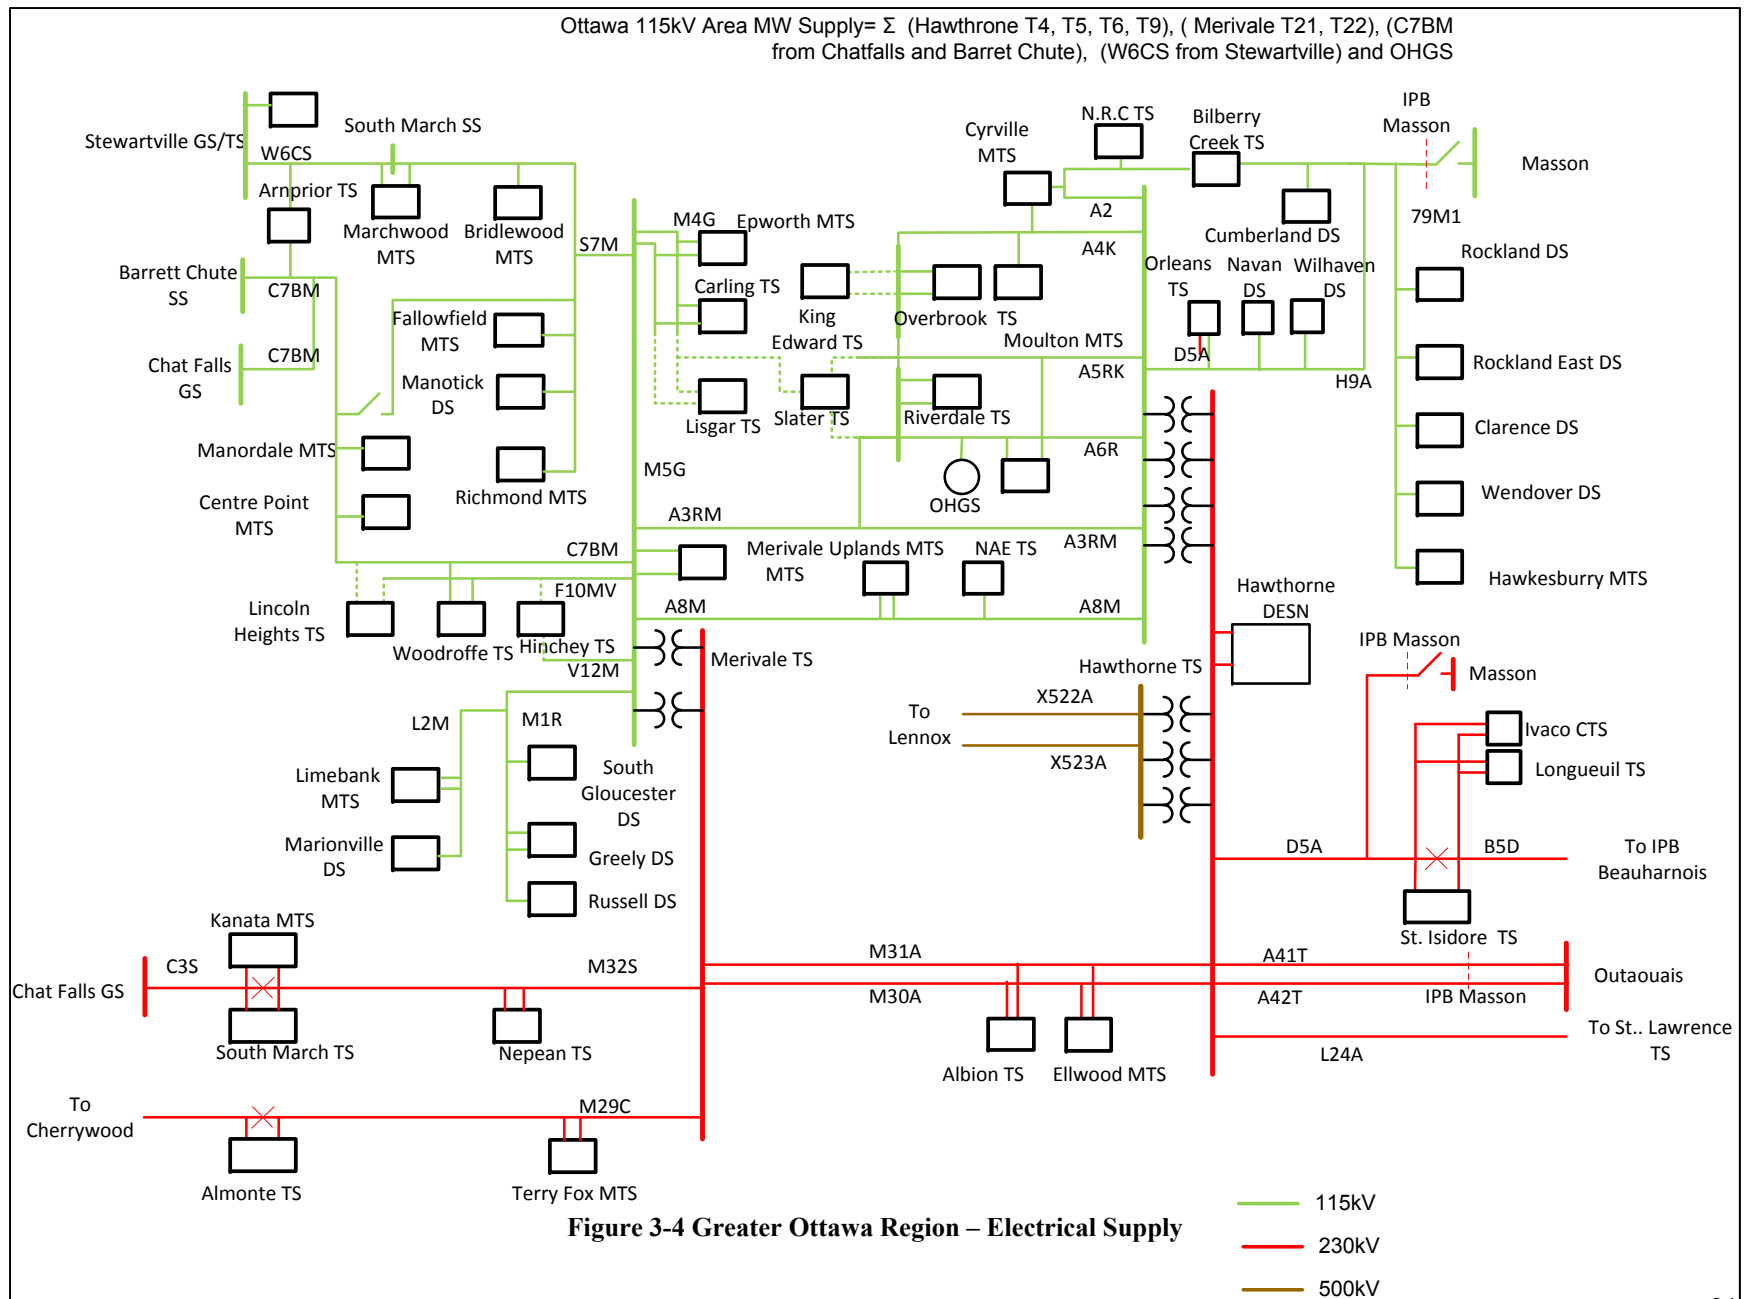 Ottawa 115kV Area MW Supply= Σ (Hawthrone T4, T5, T6, T9), ( Merivale T21, T22), (C7BM
from Chatfalls and Barret Chute), (W6CS from Stewartville) and OHGS
Stewartville GS/TS
W6CS
South March SS
Arnprior TS
Marchwood
MTS
Bridlewood
MTS
S7M
Barrett Chute
SS
C7BM
Chat Falls
GS
C7BM
Fallowfield
MTS
Manotick
DS
Richmond MTS
Manordale MTS
Centre Point
MTS
M4G
Epworth MTS
Carling TS
Lisgar TS
M5G
Cyrville
MTS
N.R.C TS
Bilberry
Creek TS
IPB
Masson
Masson
79M1
A2
A4K
Cumberland DS
Orleans
TS
Navan
DS
Wilhaven
DS
D5A
H9A
Rockland DS
Rockland East DS
Clarence DS
Wendover DS
Hawkesburry MTS
King
Edward TS
Overbrook TS
Moulton MTS
A5RK
Slater TS
Riverdale TS
A6R
OHGS
A3RM
A3RM
C7BM
Merivale
MTS
Uplands MTS
NAE TS
F10MV
A8M
A8M
Lincoln
Heights TS
Woodroffe TS
Hinchey TS
V12M
Merivale TS
Hawthorne
DESN
Hawthorne TS
IPB Masson
Masson
L2M
M1R
Limebank
MTS
Marionville
DS
South
Gloucester
DS
Greely DS
Russell DS
To
Lennox
X522A
X523A
Ivaco CTS
Longueuil TS
D5A
B5D
To IPB
Beauharnois
St. Isidore TS
Kanata MTS
C3S
M32S
Chat Falls GS
South March TS
Nepean TS
M31A
M30A
A41T
A42T
IPB Masson
Outaouais
Albion TS
Ellwood MTS
L24A
To St.. Lawrence
TS
To
Cherrywood
M29C
Almonte TS
Terry Fox MTS
115kV
230kV
500kV
Figure 3-4 Greater Ottawa Region – Electrical Supply